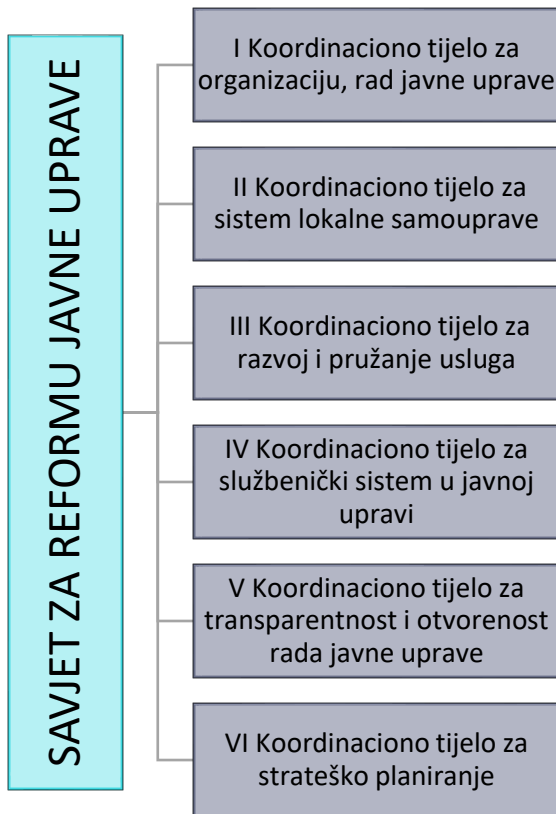 SAVJET ZA REFORMU JAVNE UPRAVE
I Koordinaciono tijelo za
organizaciju, rad javne uprave
II Koordinaciono tijelo za
sistem lokalne samouprave
III Koordinaciono tijelo za
razvoj i pružanje usluga
IV Koordinaciono tijelo za
službenički sistem u javnoj
upravi
V Koordinaciono tijelo za
transparentnost i otvorenost
rada javne uprave
VI Koordinaciono tijelo za
strateško planiranje